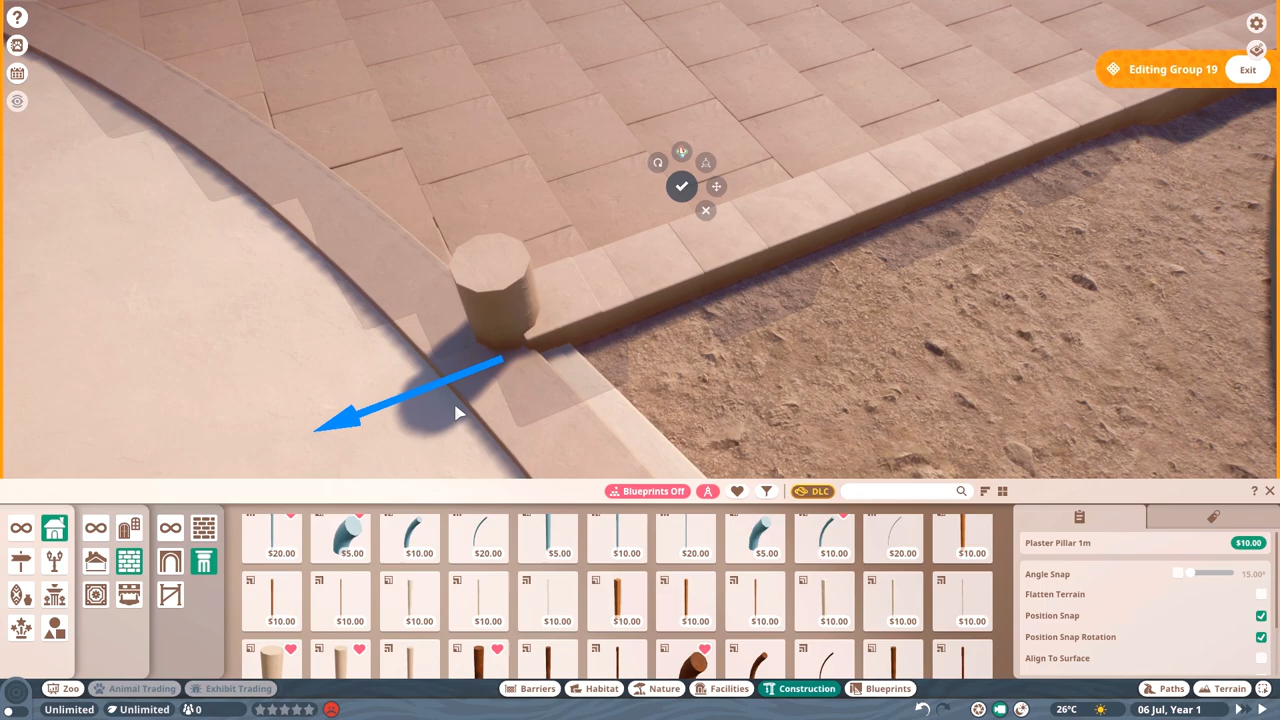 ?
Editing Group 19
Exit
Blueprints Off
DLC
?
$20.00 $5.00 $10.00 $20.00 $5.00 $10.00 $20.00 $5.00 $10.00 $20.00 $10.00
$10.00 $10.00 $10.00 $10.00 $10.00 $10.00 $10.00 $10.00 $10.00 $10.00 $10.00
Plaster Pillar 1m $10.00
Angle Snap 15.00°
Flatten Terrain
Position Snap
Position Snap Rotation
Align To Surface
Zoo Animal Trading Exhibit Trading Barriers Habitat Nature Facilities Construction Blueprints Paths Terrain
Unlimited Unlimited 0 26°C 06 Jul, Year 1